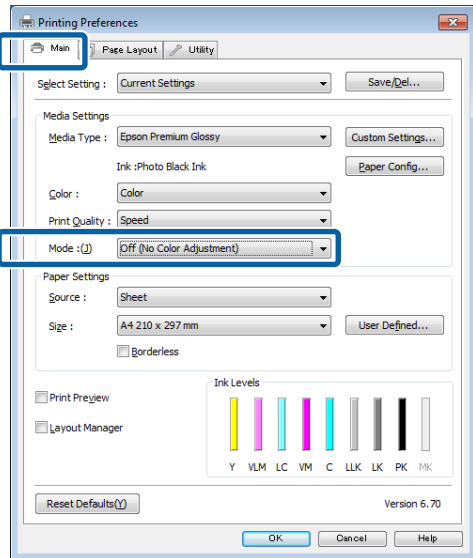 Printing Preferences
Main Page Layout Utility
Select Setting : Current Settings Save/Del...
Media Settings
Media Type : Epson Premium Glossy Custom Settings...
Ink :Photo Black Ink Paper Config...
Color : Color
Print Quality : Speed
Mode :(J) Off (No Color Adjustment)
Paper Settings
Source : Sheet
Size : A4 210 x 297 mm User Defined...
Borderless
Ink Levels
Print Preview
Layout Manager
Y VLM LC VM C LLK LK PK MK
Reset Defaults(Y) Version 6.70
OK Cancel Help